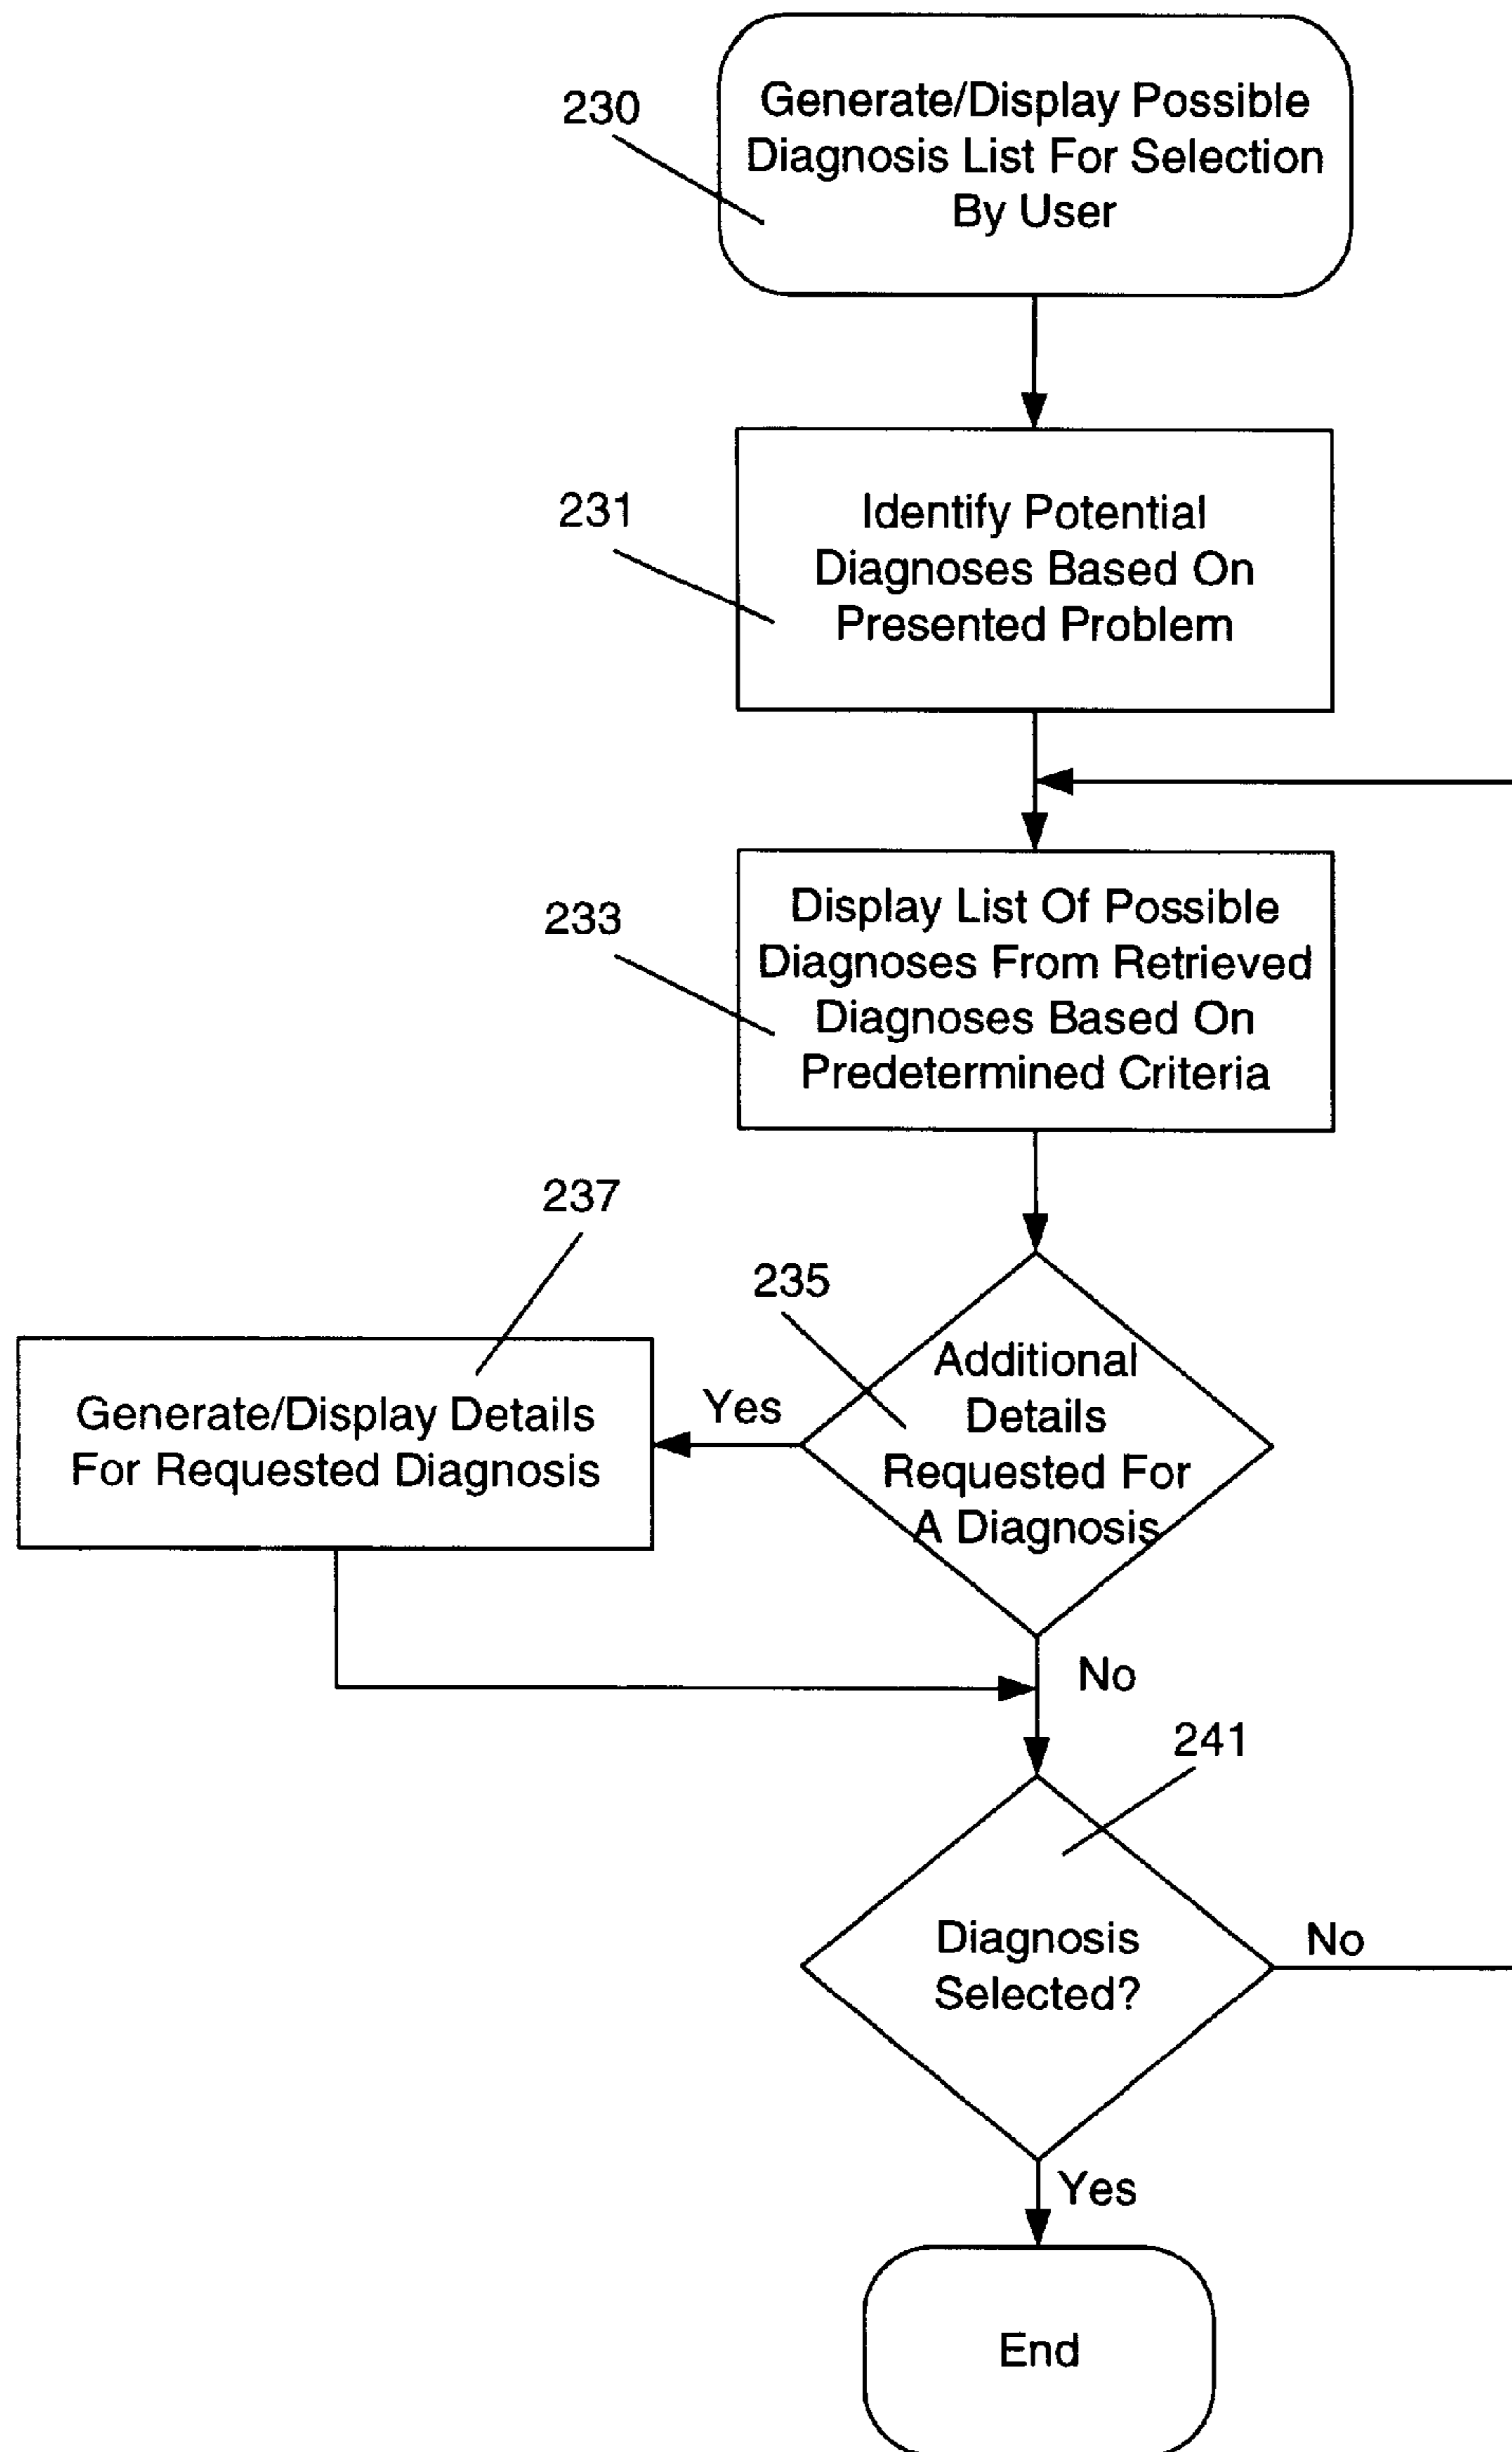 230
Generate/Display Possible
Diagnosis List For Selection
By User
231
Identify Potential
Diagnoses Based On
Presented Problem
233
Display List Of Possible
Diagnoses From Retrieved
Diagnoses Based On
Predetermined Criteria
237
Generate/Display Details
For Requested Diagnosis
Yes
235
Additional
Details
Requested For
A Diagnosis
No
241
Diagnosis
Selected?
No
Yes
End